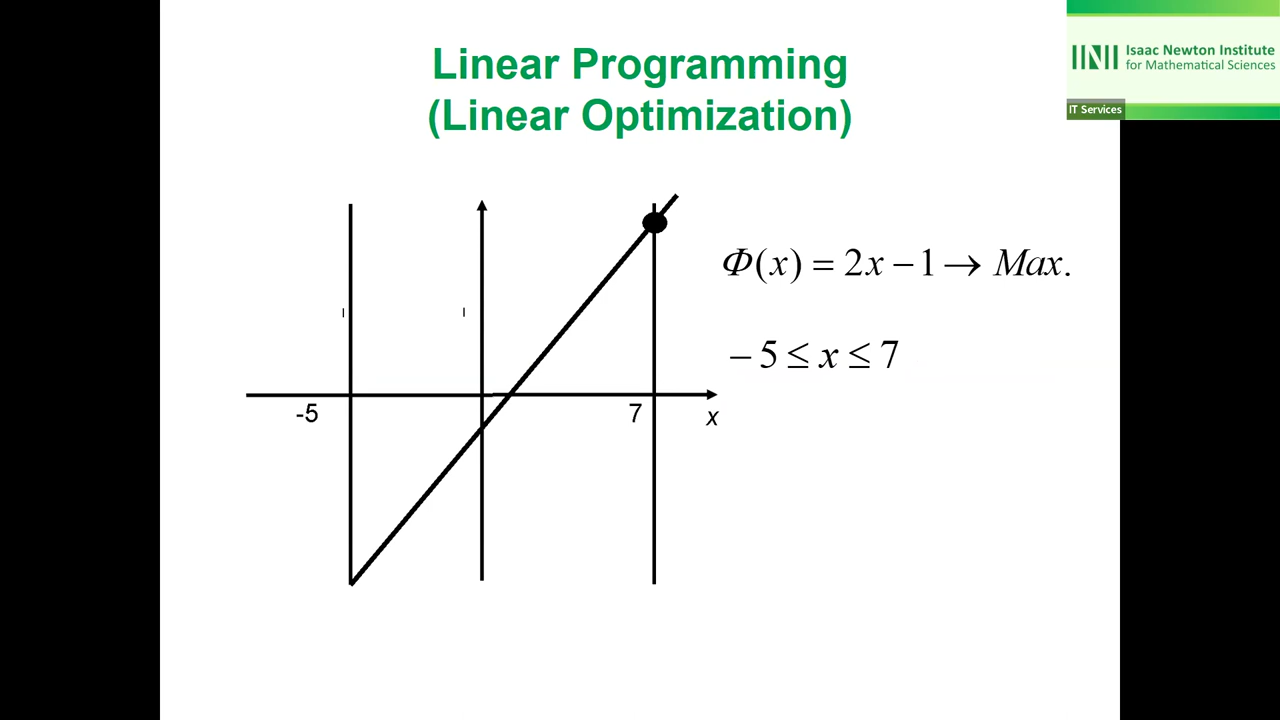 Linear Programming
(Linear Optimization)
Isaac Newton Institute
for Mathematical Sciences
IT Services
Φ(x) = 2x − 1 → Max.
− 5 ≤ x ≤ 7
-5
7
x